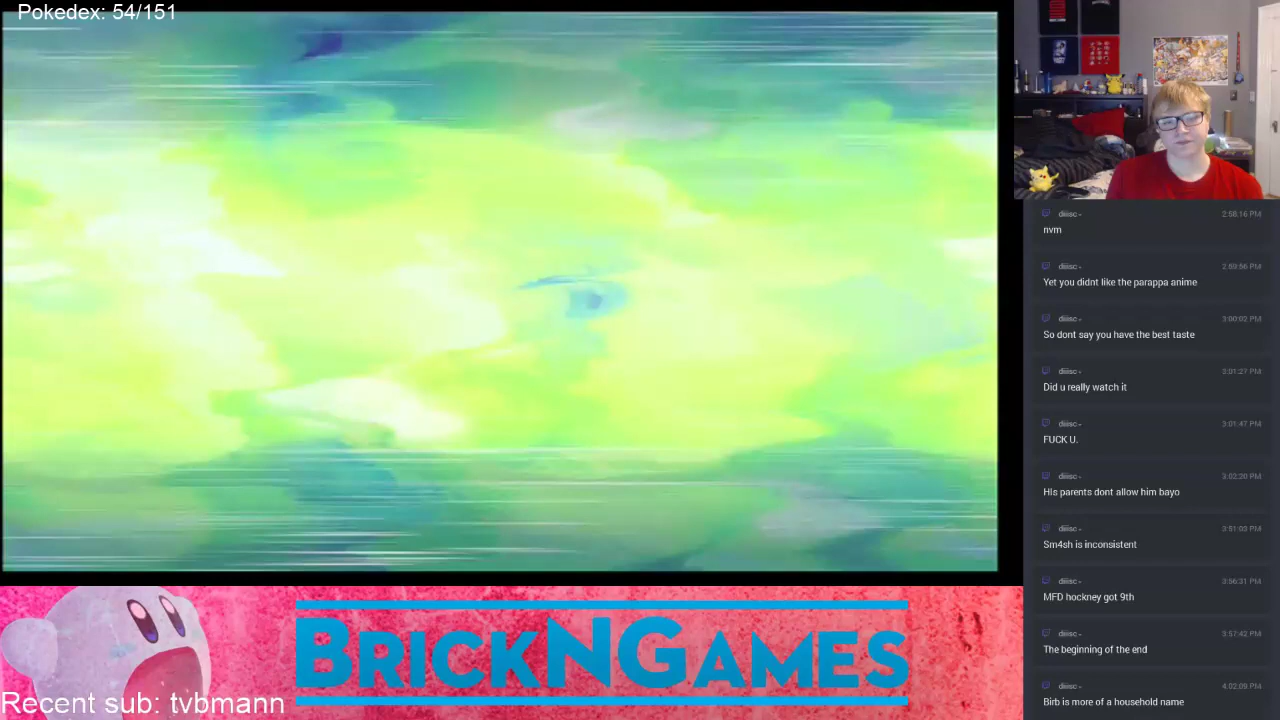 Pokedex: 54/151
diiisc -
2:58:16 PM
nvm
diiisc -
Yet you didnt like the parappa anime
diiisc -
3:00:02 PM
So dont say you have the best taste
diiisc -
3:01:27 PM
Did u really watch it
diiisc -
3:01:47 PM
FUCK U.
diiisc -
3:02:20 PM
HIs parents dont allow him bayo
diiisc -
3:51:03 PM
Sm4sh is inconsistent
diiisc -
3:56:31 PM
MFD hockney got 9th
diiisc -
3:57:42 PM
The beginning of the end
diiisc -
4:02:09 PM
Birb is more of a household name
BRICKNGAMES
Recent sub: tvbmann